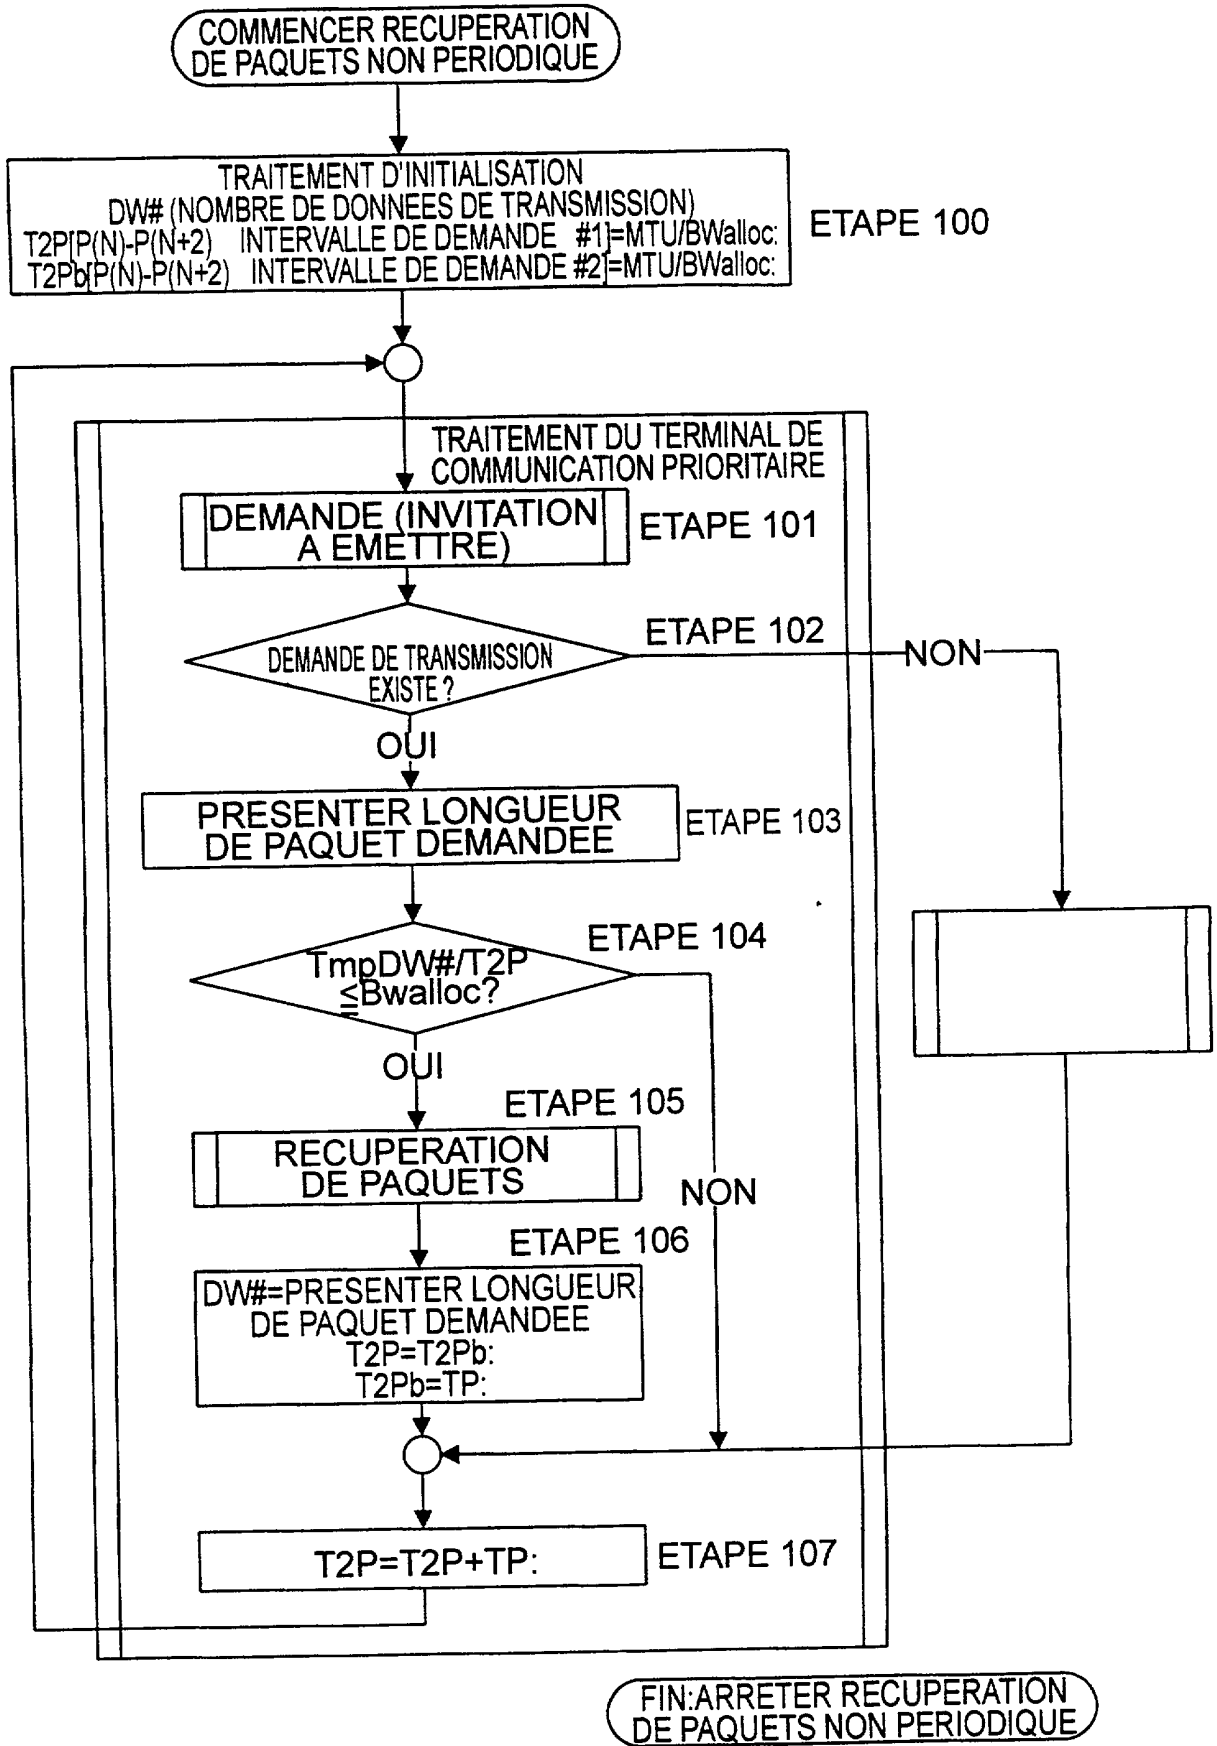 COMMENCER RECUPERATION
DE PAQUETS NON PERIODIQUE
TRAITEMENT D'INITIALISATION
DW# (NOMBRE DE DONNEES DE TRANSMISSION)
T2P[P(N)-P(N+2) INTERVALLE DE DEMANDE #1]=MTU/BWalloc:
T2Pb[P(N)-P(N+2) INTERVALLE DE DEMANDE #2]=MTU/BWalloc:
ETAPE 100
TRAITEMENT DU TERMINAL DE
COMMUNICATION PRIORITAIRE
DEMANDE (INVITATION
A EMETTRE)
ETAPE 101
ETAPE 102
DEMANDE DE TRANSMISSION
EXISTE ?
NON
OUI
PRESENTER LONGUEUR
DE PAQUET DEMANDEE
ETAPE 103
ETAPE 104
TmpDW#/T2P
≦Bwalloc?
OUI
ETAPE 105
RECUPERATION
DE PAQUETS
NON
ETAPE 106
DW#=PRESENTER LONGUEUR
DE PAQUET DEMANDEE
T2P=T2Pb:
T2Pb=TP:
T2P=T2P+TP:
ETAPE 107
FIN:ARRETER RECUPERATION
DE PAQUETS NON PERIODIQUE